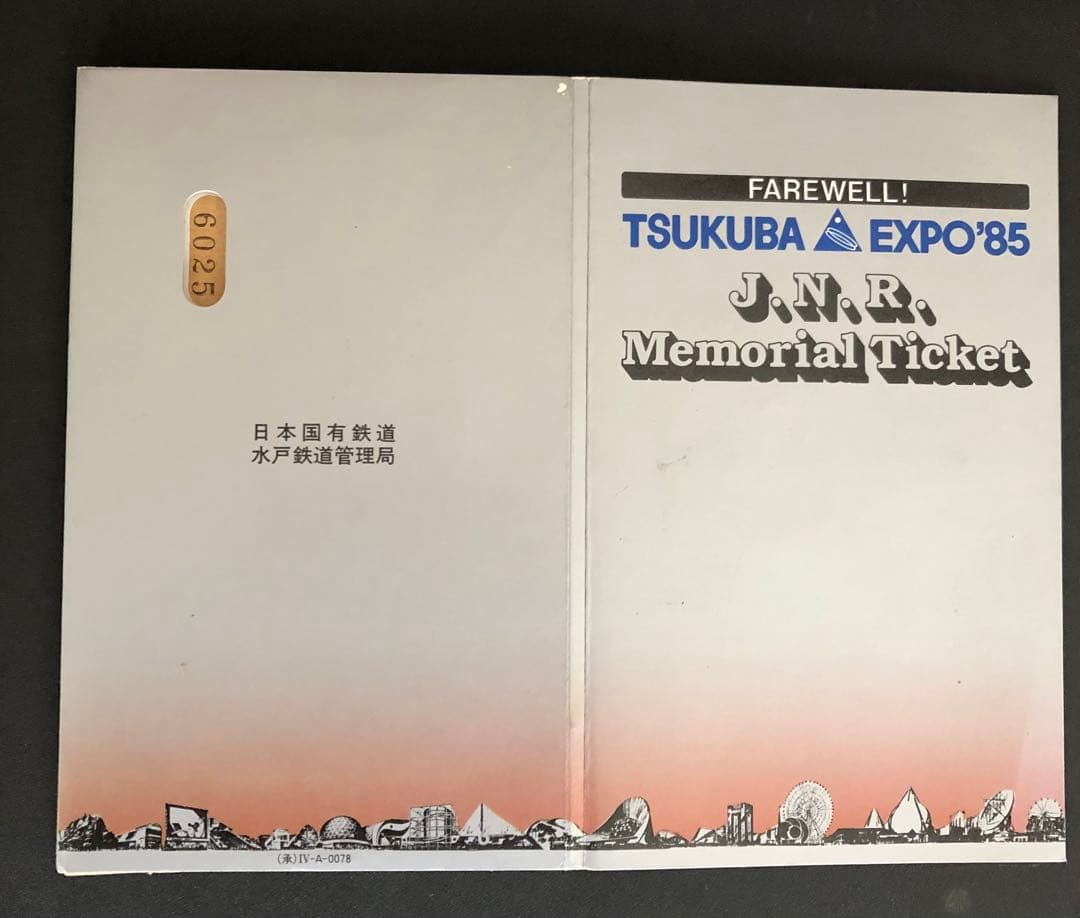 6025
日本国有鉄道
水戸鉄道管理局
(承)IV-A-0078
FAREWELL!
TSUKUBA EXPO'85
J.N.R.
Memorial Ticket